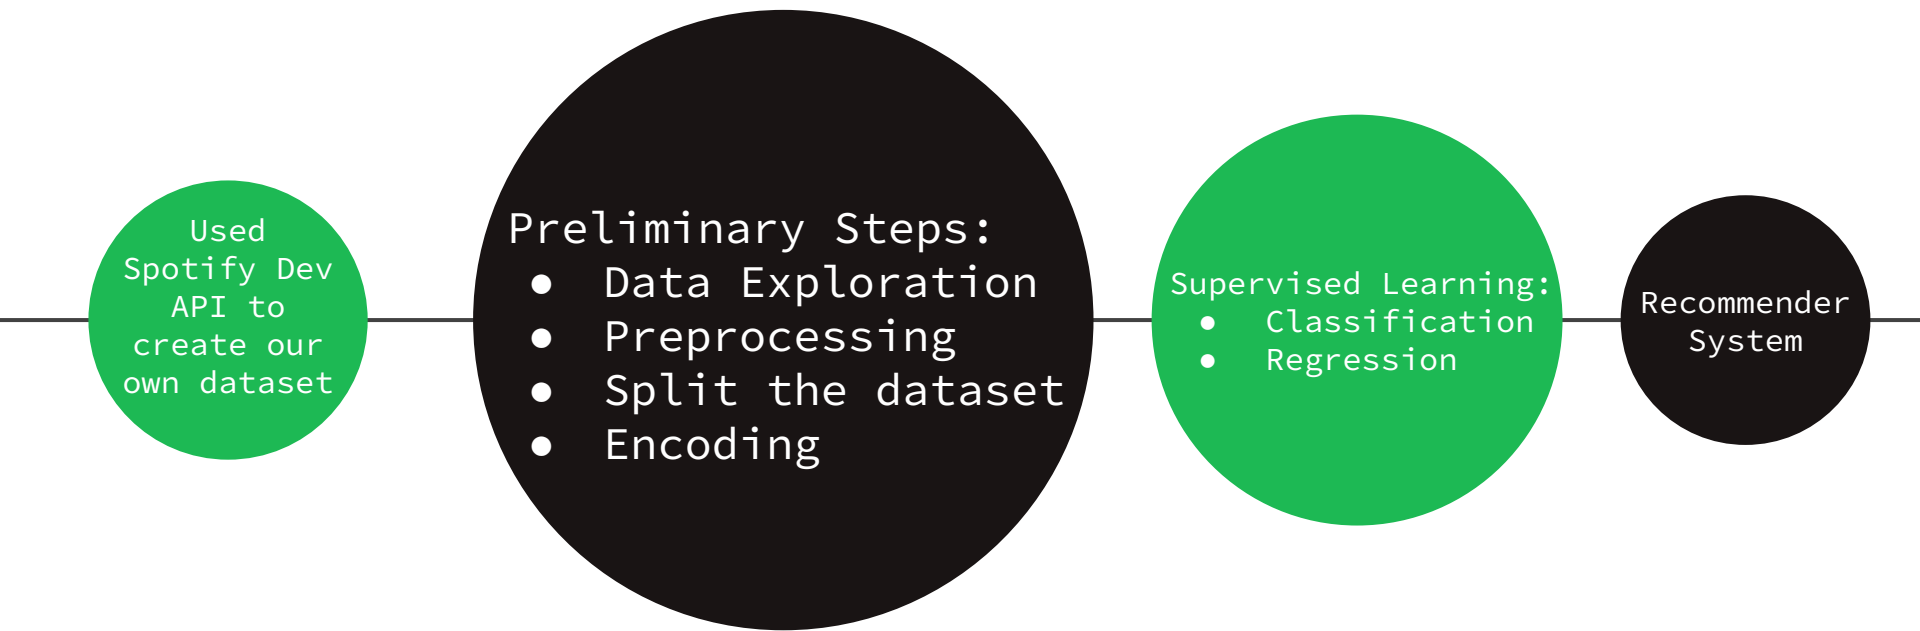 Used
Spotify Dev
API to
create our
own dataset
Preliminary Steps:
● Data Exploration
● Preprocessing
● Split the dataset
● Encoding
Supervised Learning:
● Classification
● Regression
Recommender
System